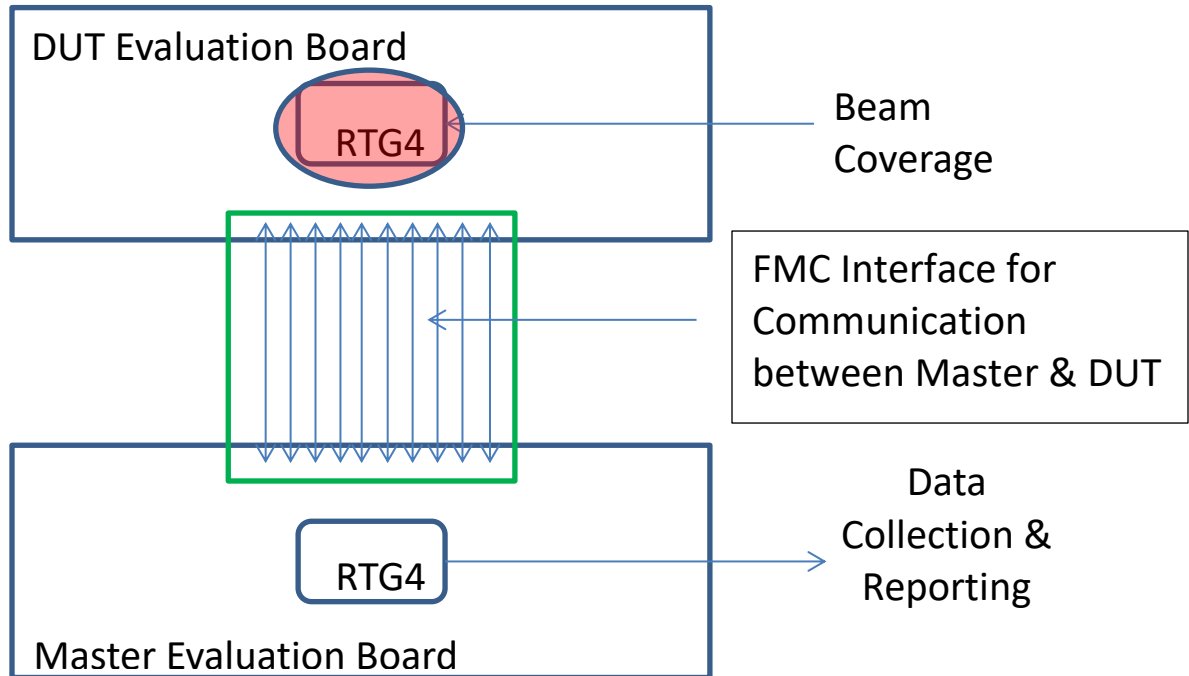 DUT Evaluation Board
RTG4
Beam
Coverage
FMC Interface for
Communication
between Master & DUT
Data
Collection &
Reporting
RTG4
Master Evaluation Board